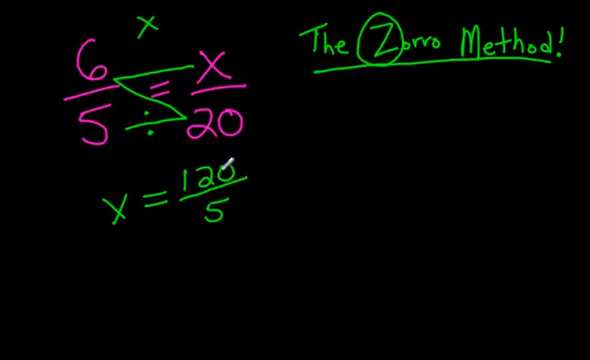 The Zorro Method!
×
6/5 = x/20
÷
x = 120/5